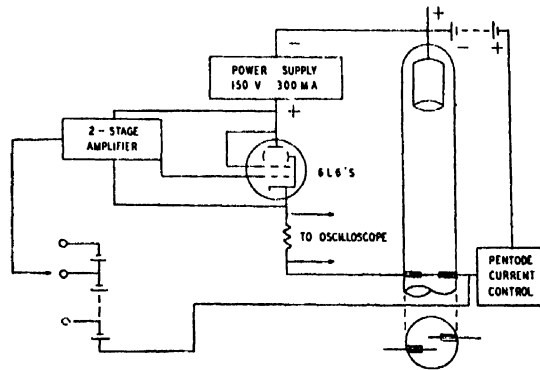 +
−
− +
POWER SUPPLY
150 V 300 MA
+
2-STAGE
AMPLIFIER
6L6'S
TO OSCILLOSCOPE
PENTODE
CURRENT
CONTROL